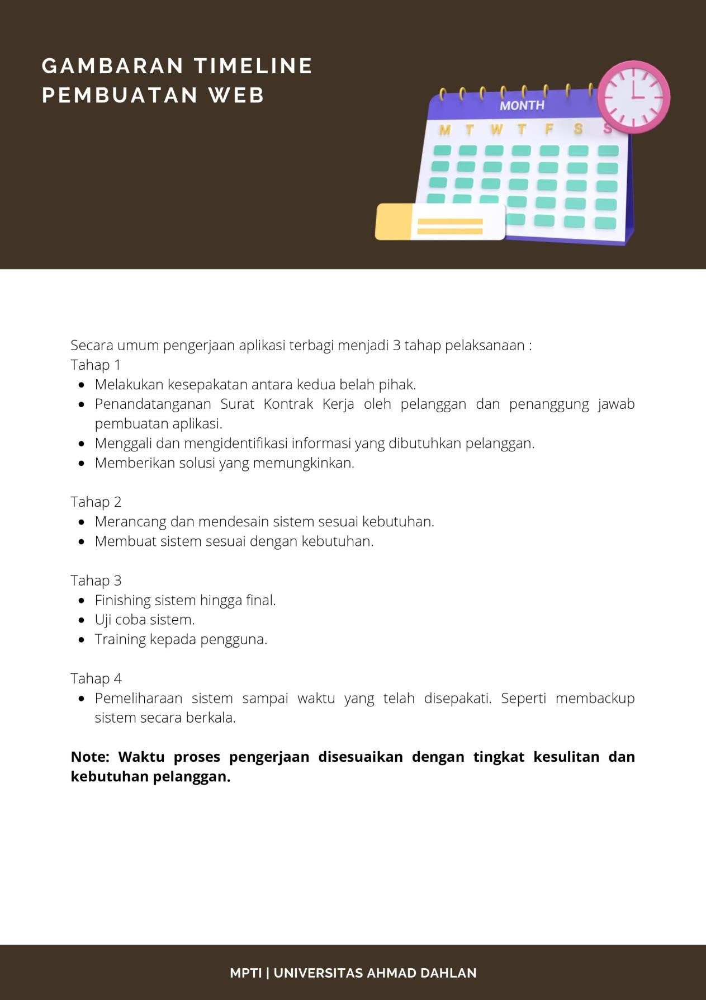 GAMBARAN TIMELINE
PEMBUATAN WEB
MONTH
M T W T F S S
Secara umum pengerjaan aplikasi terbagi menjadi 3 tahap pelaksanaan :
Tahap 1
• Melakukan kesepakatan antara kedua belah pihak.
• Penandatanganan Surat Kontrak Kerja oleh pelanggan dan penanggung jawab
pembuatan aplikasi.
• Menggali dan mengidentifikasi informasi yang dibutuhkan pelanggan.
• Memberikan solusi yang memungkinkan.
Tahap 2
• Merancang dan mendesain sistem sesuai kebutuhan.
• Membuat sistem sesuai dengan kebutuhan.
Tahap 3
• Finishing sistem hingga final.
• Uji coba sistem.
• Training kepada pengguna.
Tahap 4
• Pemeliharaan sistem sampai waktu yang telah disepakati. Seperti membackup
sistem secara berkala.
Note: Waktu proses pengerjaan disesuaikan dengan tingkat kesulitan dan
kebutuhan pelanggan.
MPTI | UNIVERSITAS AHMAD DAHLAN